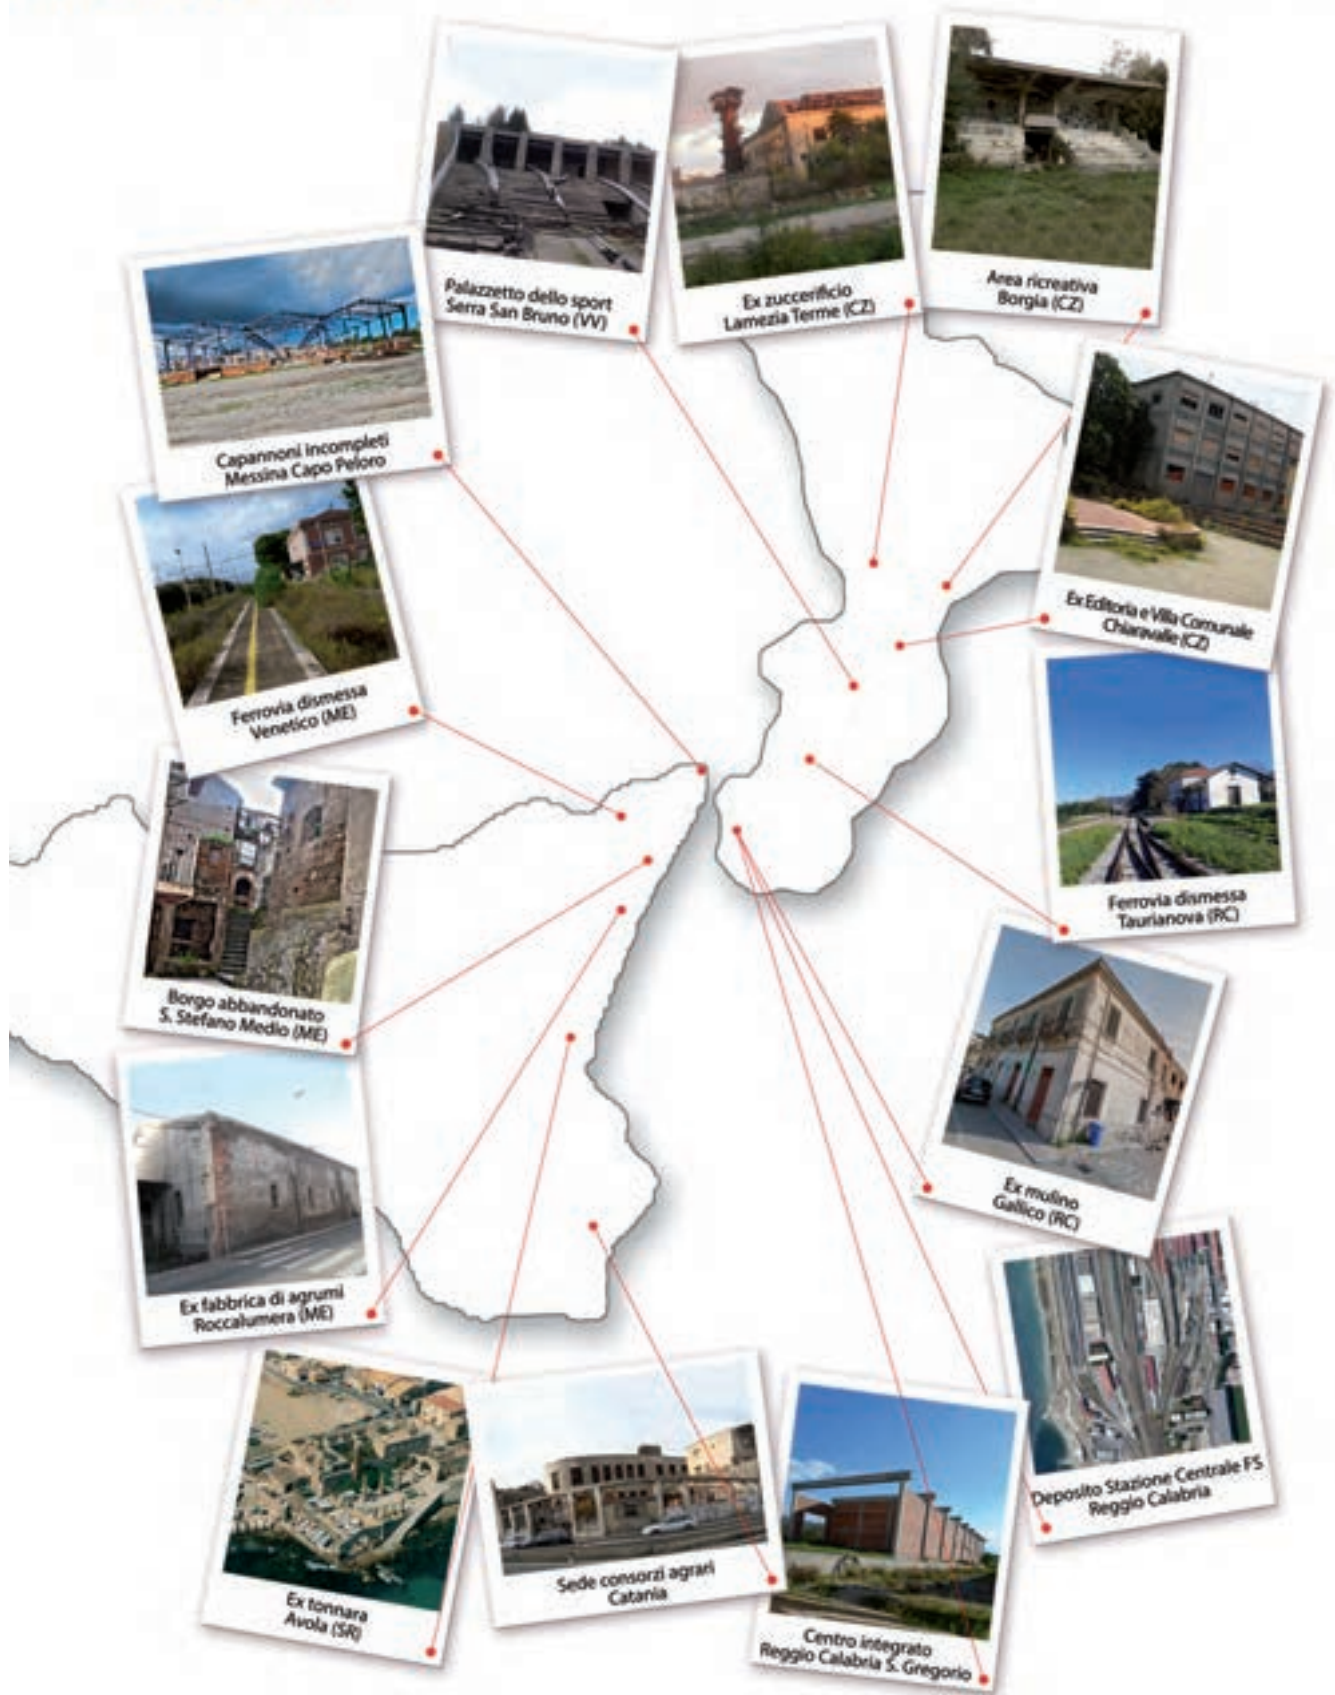 Palazzetto dello sport
Serra San Bruno (VV)
Ex zuccerificio
Lamezia Terme (CZ)
Area ricreativa
Borgia (CZ)
Capannoni incompleti
Messina Capo Peloro
Ex Editoria e Villa Comunale
Chiaravalle (CZ)
Ferrovia dismessa
Venetico (ME)
Ferrovia dismessa
Taurianova (RC)
Borgo abbandonato
S. Stefano Medio (ME)
Ex mulino
Gallico (RC)
Ex fabbrica di agrumi
Roccalumera (ME)
Deposito Stazione Centrale FS
Reggio Calabria
Sede consorzi agrari
Catania
Ex tonnara
Avola (SR)
Centro integrato
Reggio Calabria S. Gregorio